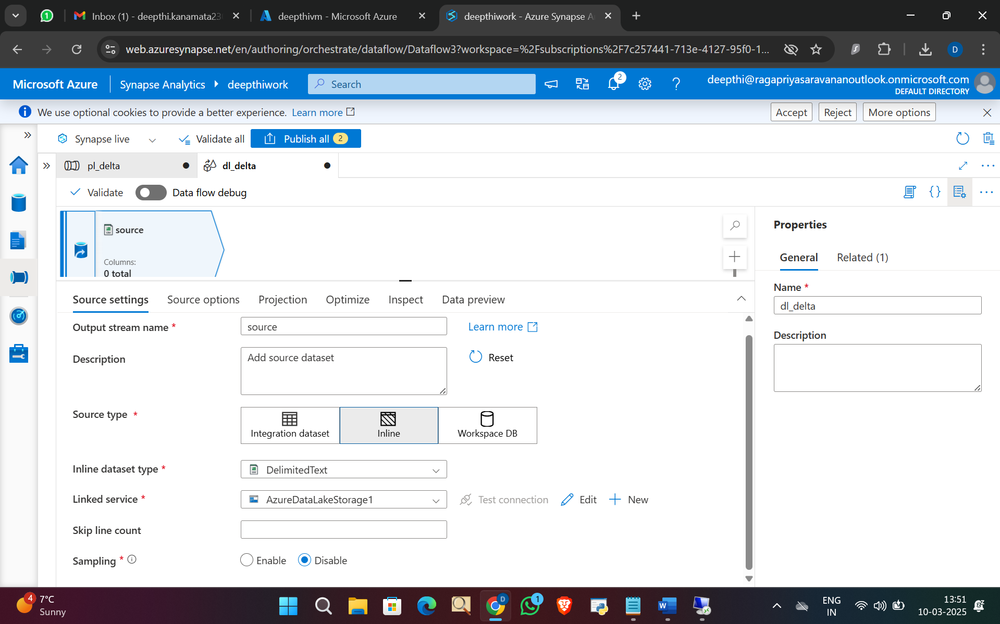 1
Inbox (1) - deepthi.kanamata23
deepthivm - Microsoft Azure
deepthiwork - Azure Synapse A
web.azuresynapse.net/en/authoring/orchestrate/dataflow/Dataflow3?workspace=%2Fsubscriptions%2F7c257441-713e-4127-95f0-1...
D
Microsoft Azure
Synapse Analytics
deepthiwork
Search
2
deepthi@ragapriyasaravananoutlook.onmicrosoft.com
DEFAULT DIRECTORY
We use optional cookies to provide a better experience. Learn more
Accept
Reject
More options
Synapse live
Validate all
Publish all 2
pl_delta
dl_delta
Validate
Data flow debug
source
Columns:
0 total
Properties
General
Related (1)
Name *
dl_delta
Description
Source settings
Source options
Projection
Optimize
Inspect
Data preview
Output stream name *
source
Learn more
Description
Add source dataset
Reset
Source type *
Integration dataset
Inline
Workspace DB
Inline dataset type *
DelimitedText
Linked service *
AzureDataLakeStorage1
Test connection
Edit
New
Skip line count
Sampling *
Enable
Disable
4
7°C
Sunny
D
1
ENG
IN
13:51
10-03-2025